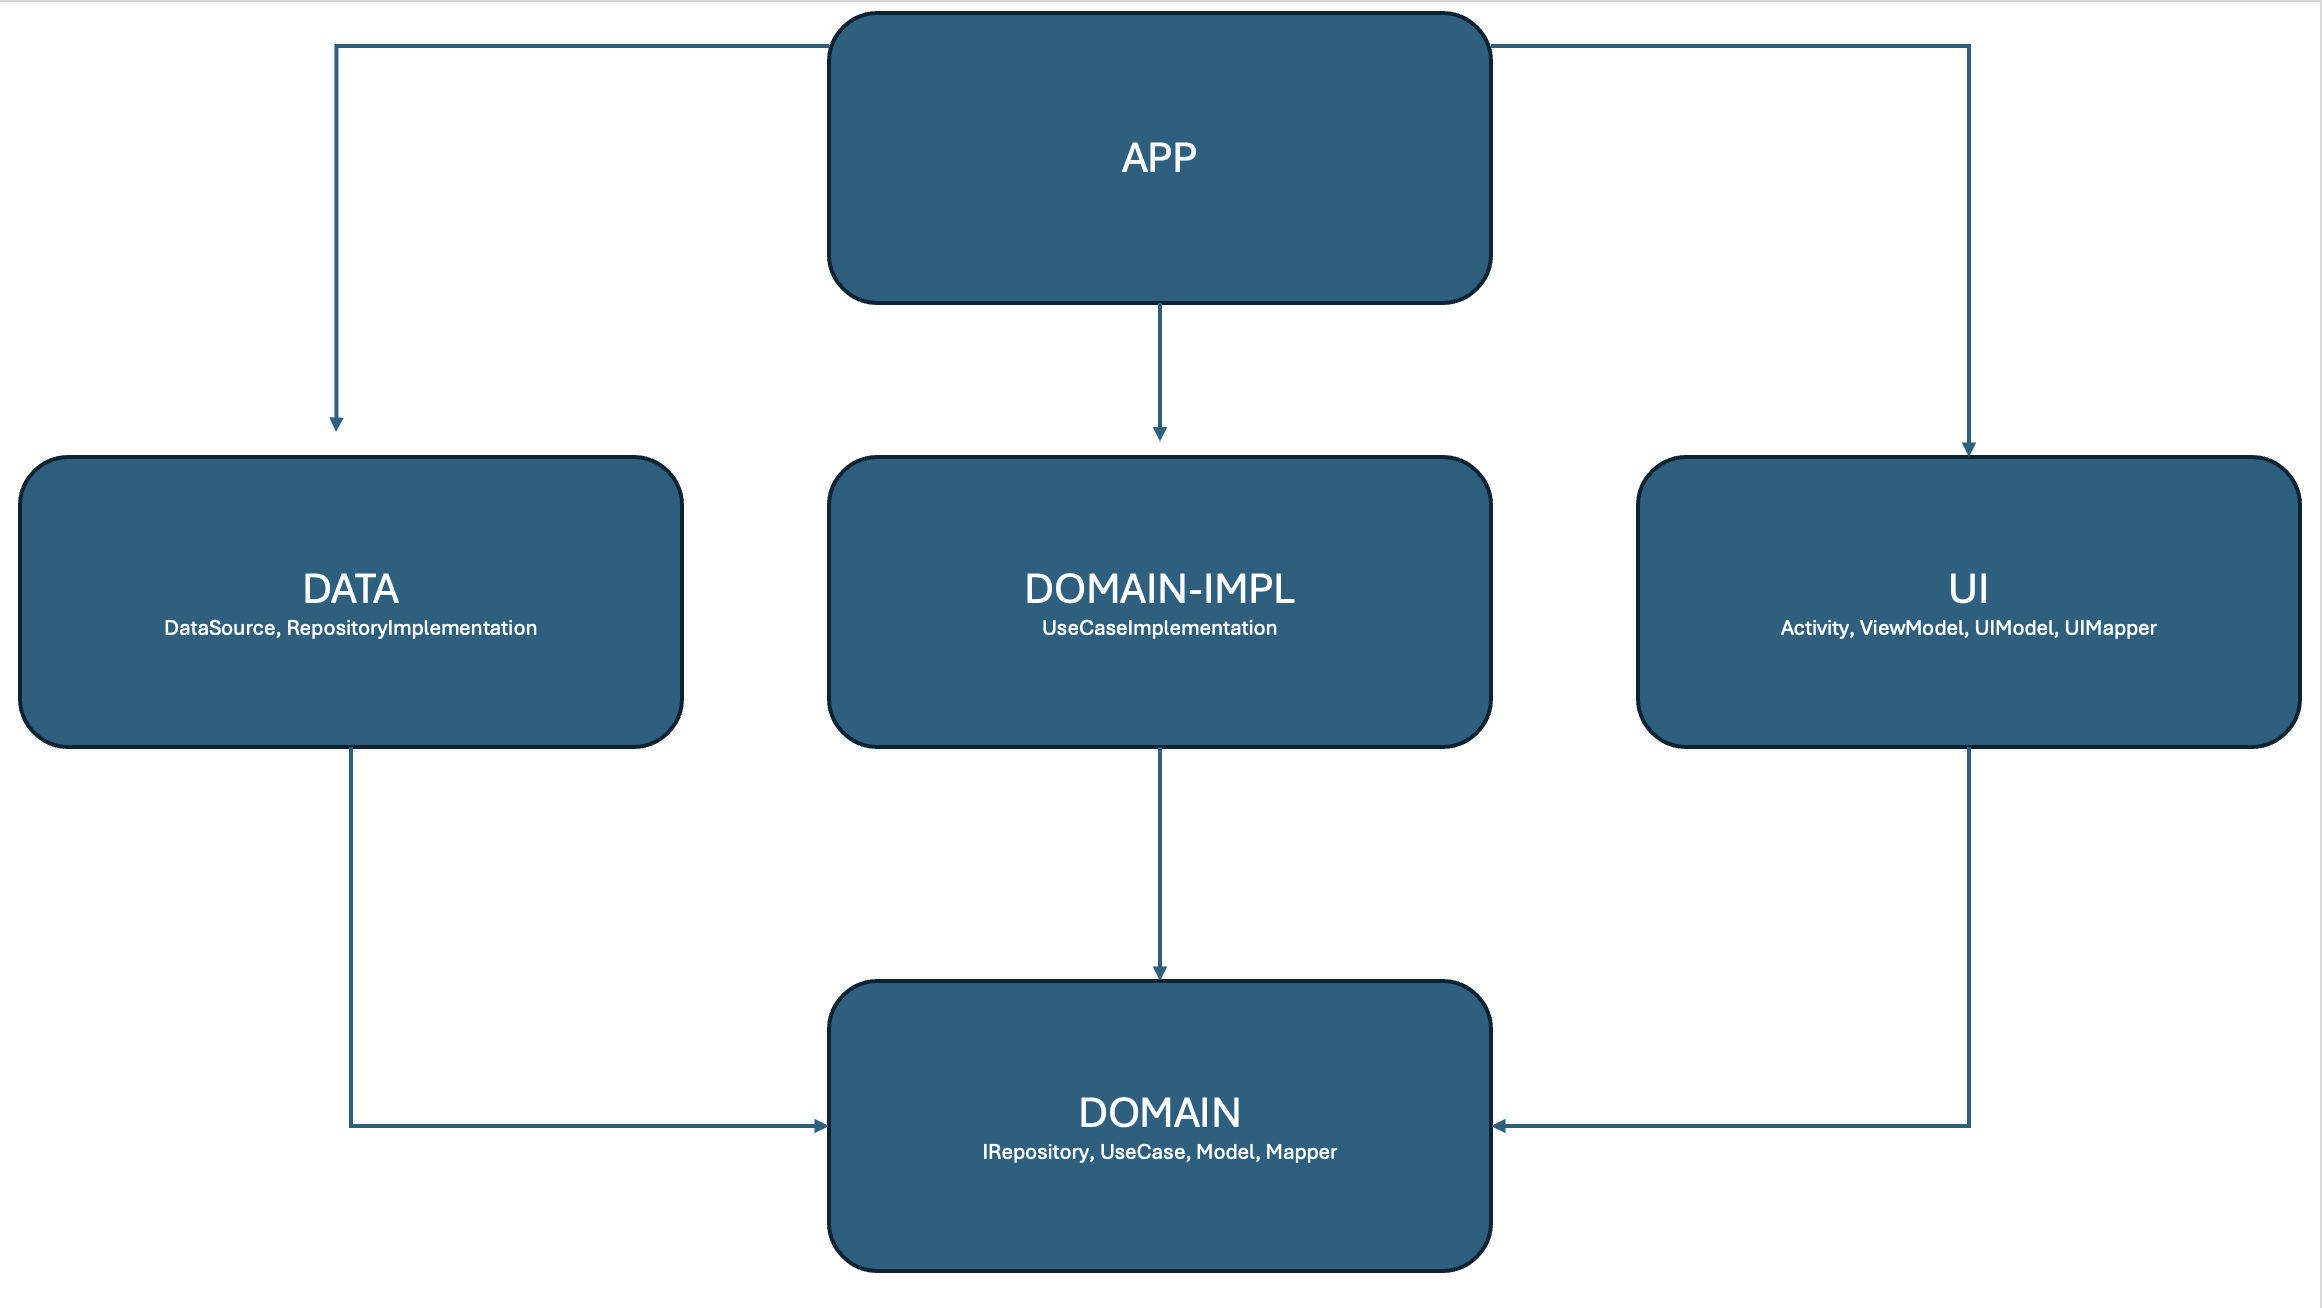 APP
DATA
DataSource, RepositoryImplementation
DOMAIN-IMPL
UseCaseImplementation
UI
Activity, ViewModel, UIModel, UIMapper
DOMAIN
IRepository, UseCase, Model, Mapper